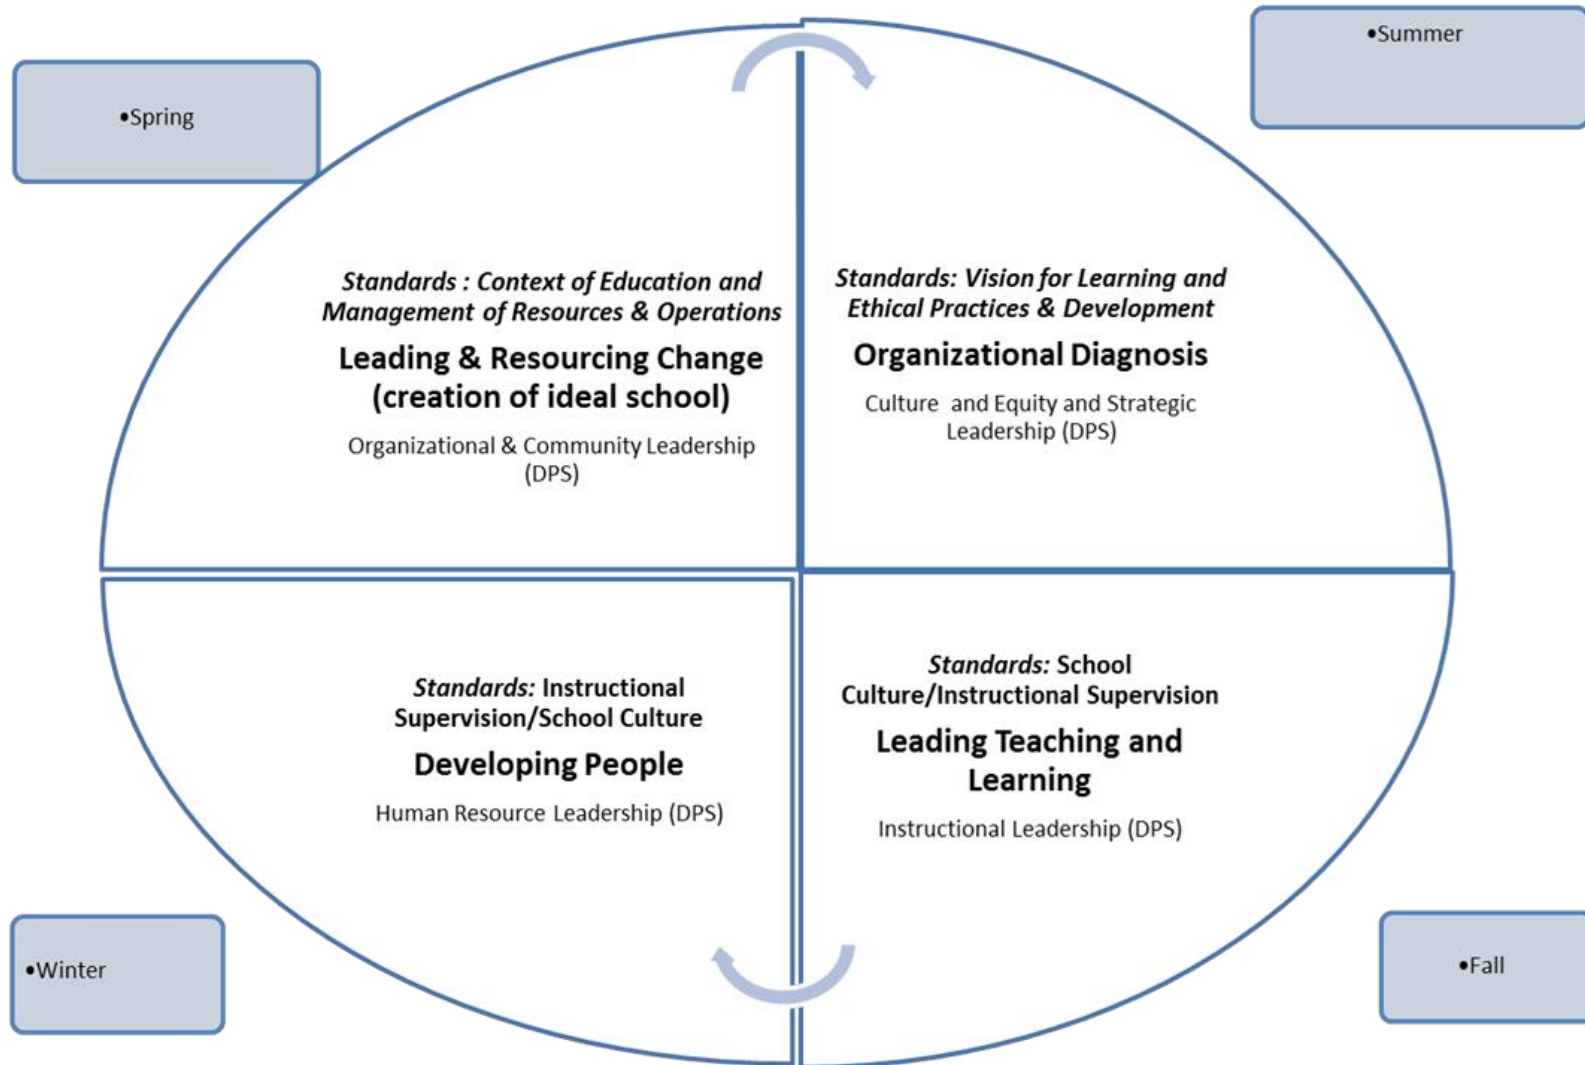 •Spring
•Summer
Standards : Context of Education and
Management of Resources & Operations
Leading & Resourcing Change
(creation of ideal school)
Organizational & Community Leadership
(DPS)
Standards: Vision for Learning and
Ethical Practices & Development
Organizational Diagnosis
Culture and Equity and Strategic
Leadership (DPS)
Standards: Instructional
Supervision/School Culture
Developing People
Human Resource Leadership (DPS)
Standards: School
Culture/Instructional Supervision
Leading Teaching and
Learning
Instructional Leadership (DPS)
•Winter
•Fall